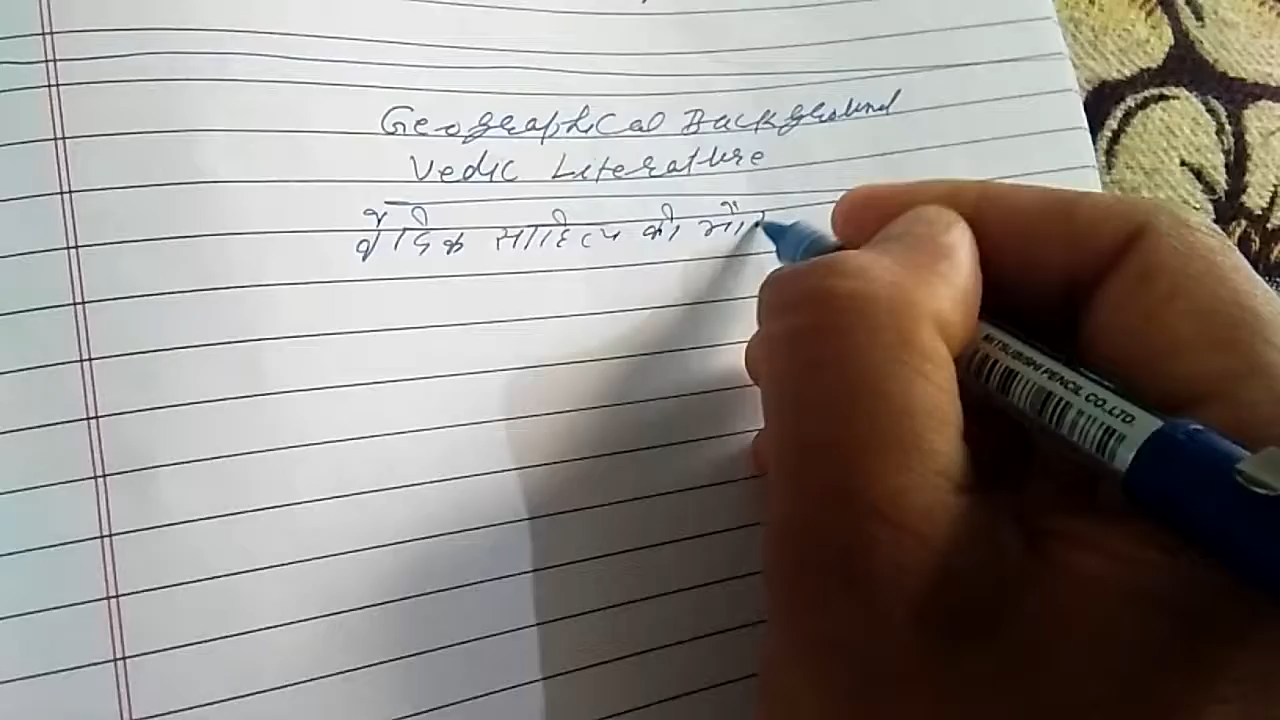 Geographical Background
Vedic Literature
वैदिक साहित्य की भौ
MITSUBISHI PENCIL CO.,LTD.